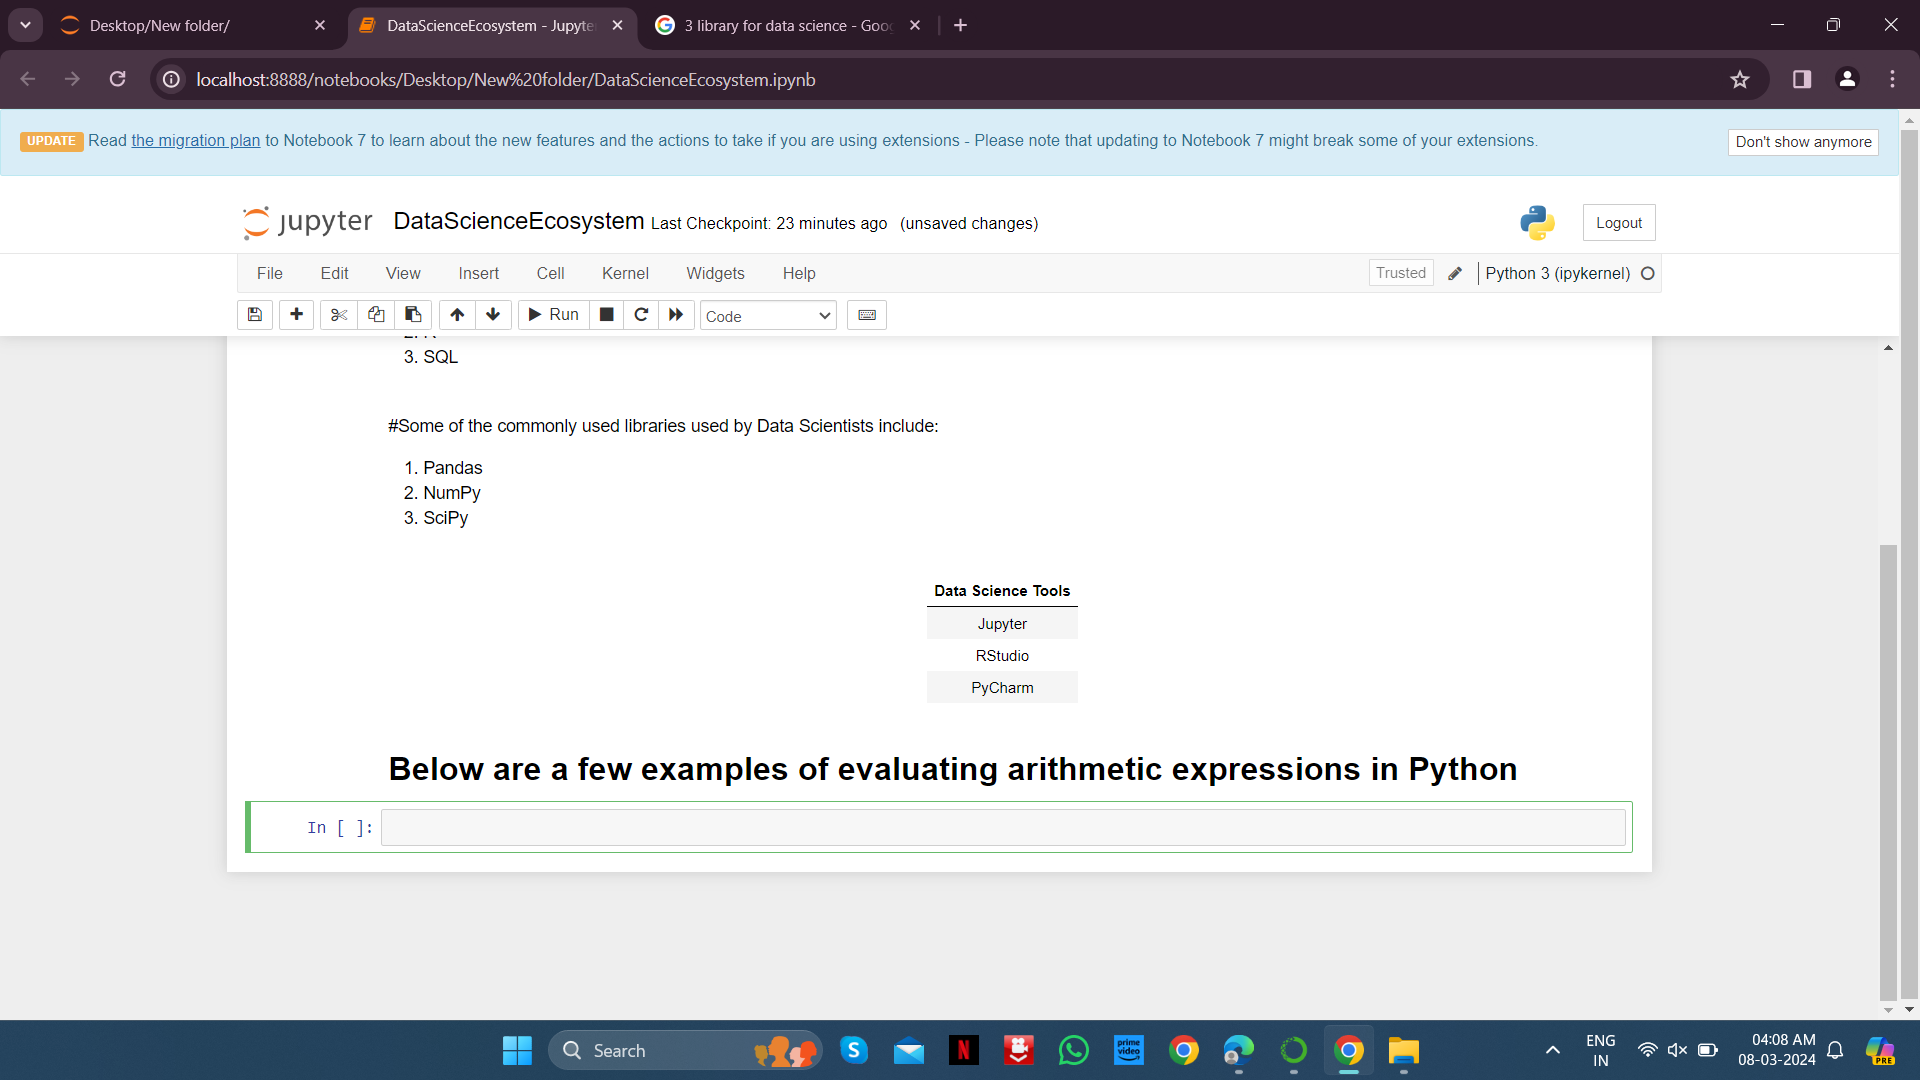 Desktop/New folder/
DataScienceEcosystem - Jupyte
3 library for data science - Goo
localhost:8888/notebooks/Desktop/New%20folder/DataScienceEcosystem.ipynb
UPDATE Read the migration plan to Notebook 7 to learn about the new features and the actions to take if you are using extensions - Please note that updating to Notebook 7 might break some of your extensions.
Don't show anymore
jupyter DataScienceEcosystem Last Checkpoint: 23 minutes ago (unsaved changes)
Logout
File Edit View Insert Cell Kernel Widgets Help
Trusted Python 3 (ipykernel)
Run Code
3. SQL
#Some of the commonly used libraries used by Data Scientists include:
1. Pandas
2. NumPy
3. SciPy
Data Science Tools
Jupyter
RStudio
PyCharm
Below are a few examples of evaluating arithmetic expressions in Python
In [ ]:
Search
prime
video
ENG
IN
04:08 AM
08-03-2024
PRE